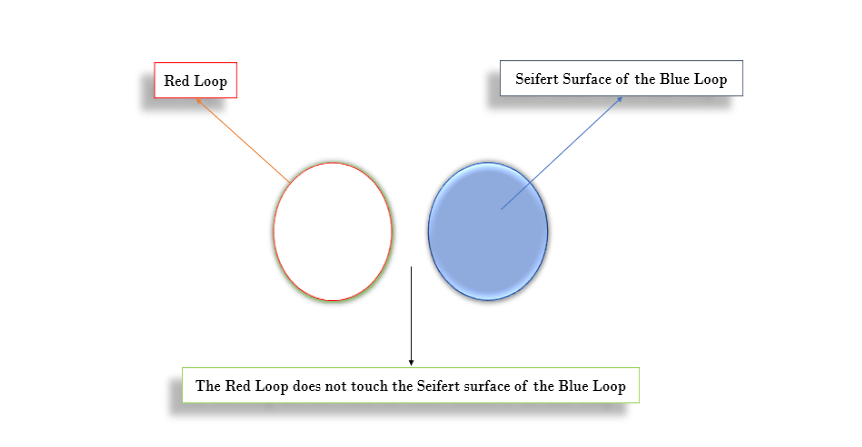 Red Loop
Seifert Surface of the Blue Loop
The Red Loop does not touch the Seifert surface of the Blue Loop